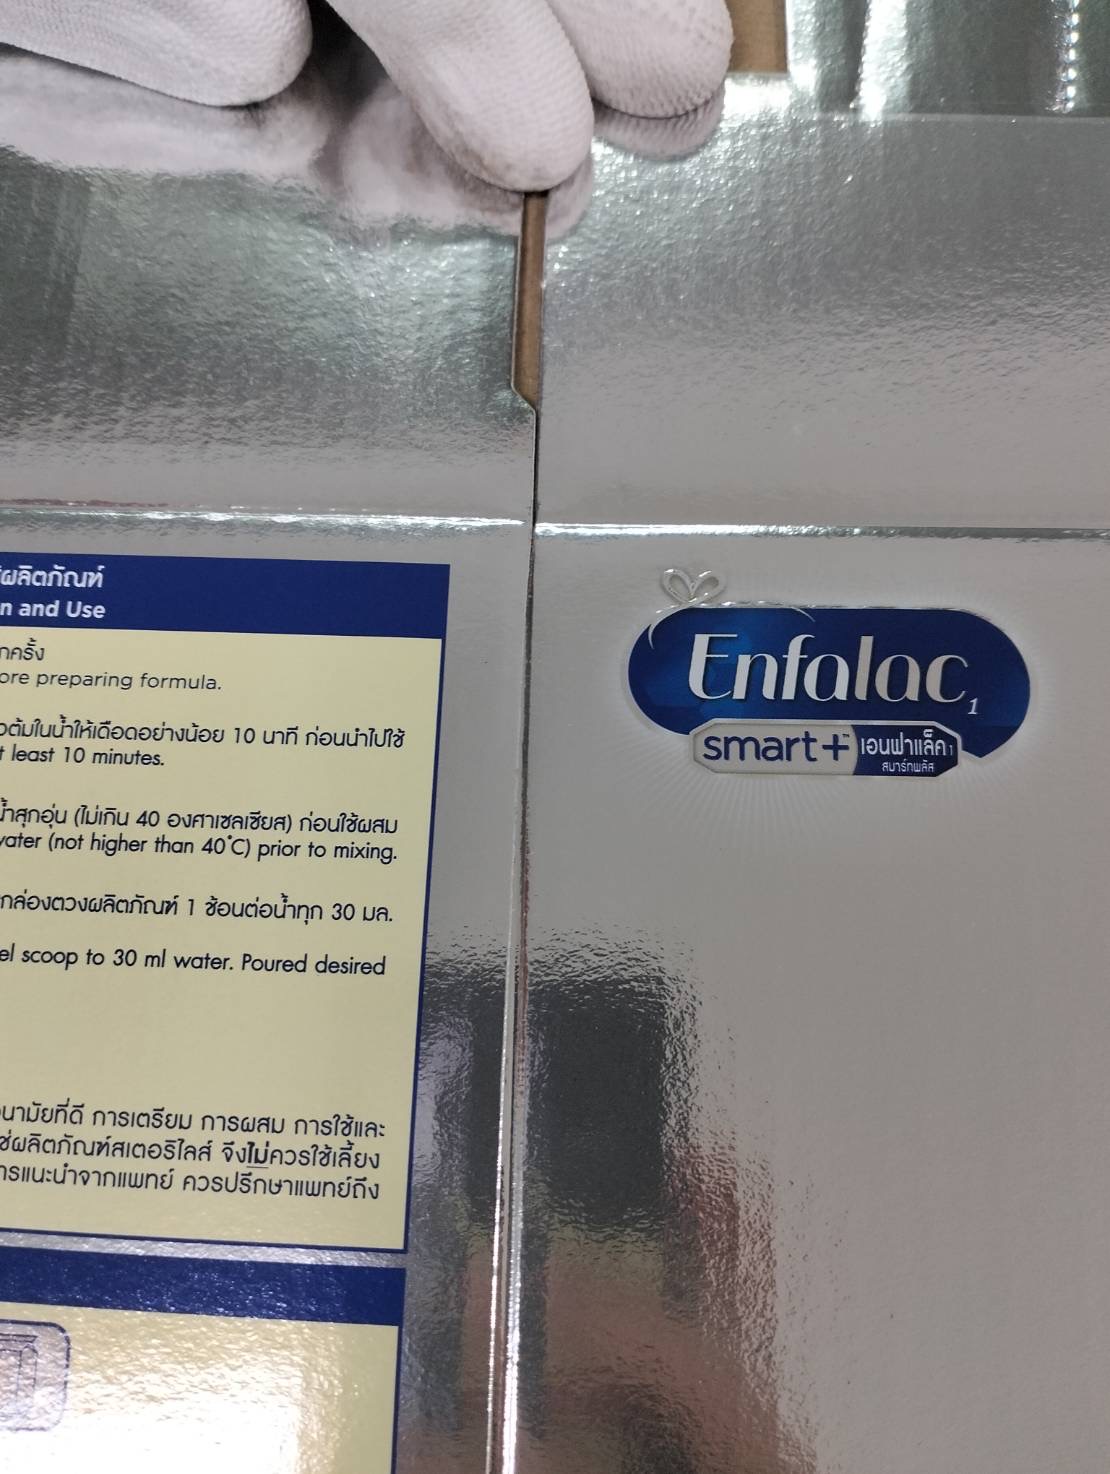 ผลิตภัณฑ์
n and Use
กครั้ง
ore preparing formula.
วต้มในน้ำให้เดือดอย่างน้อย 10 นาที ก่อนนำไปใช้
t least 10 minutes.
น้ำสุกอุ่น (ไม่เกิน 40 องศาเซลเซียส) ก่อนใช้ผสม
water (not higher than 40°C) prior to mixing.
กล่องตวงผลิตภัณฑ์ 1 ช้อนต่อน้ำทุก 30 มล.
el scoop to 30 ml water. Poured desired
นามัยที่ดี การเตรียม การผสม การใช้และ
ช่ผลิตภัณฑ์สเตอริไลส์ จึงไม่ควรใช้เลี้ยง
ารแนะนำจากแพทย์ ควรปรึกษาแพทย์ถึง
Enfalac 1
smart+™ เอนฟาแล็ค 1
สมาร์ทพลัส